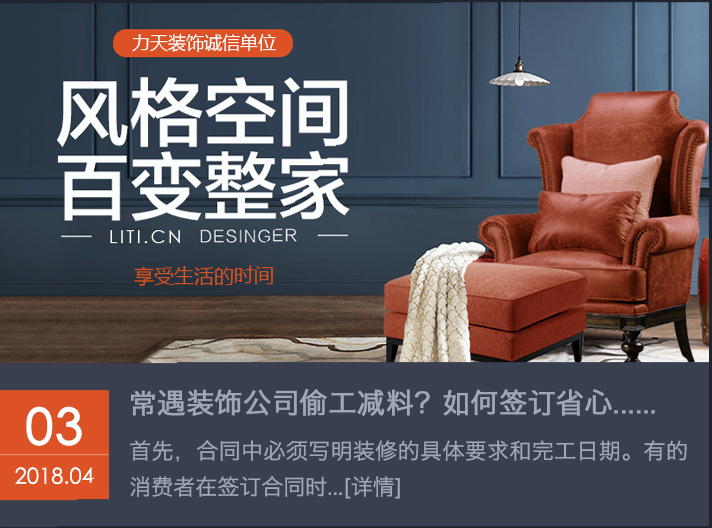 力天装饰诚信单位
风格空间
百变整家
LITI.CN DESINGER
享受生活的时间
03
2018.04
常遇装饰公司偷工减料？如何签订省心......
首先，合同中必须写明装修的具体要求和完工日期。有的
消费者在签订合同时...[详情]